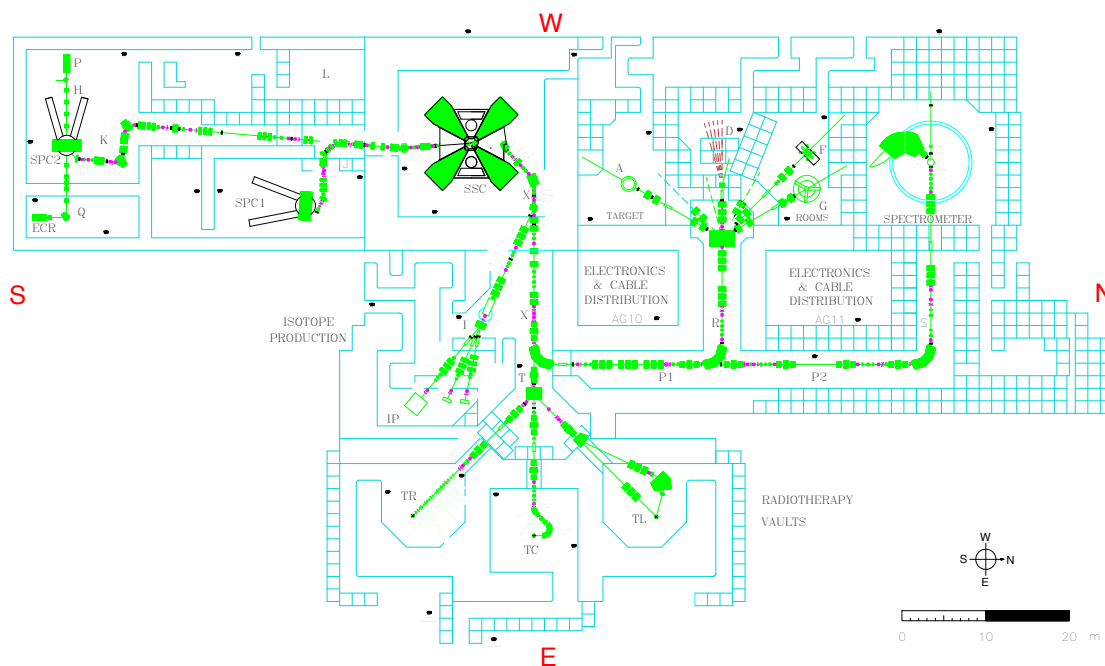 W
P
H
L
K
SPC2
J
SSC
SPC1
Q
ECR
X
A
D
F
G
TARGET
ROOMS
SPECTROMETER
S
N
ELECTRONICS
& CABLE
DISTRIBUTION
AG10
ELECTRONICS
& CABLE
DISTRIBUTION
AG11
ISOTOPE
PRODUCTION
I
X
R
S
T
P1
P2
IP
TR
TC
TL
RADIOTHERAPY
VAULTS
W
S
N
E
0
10
20
m
E